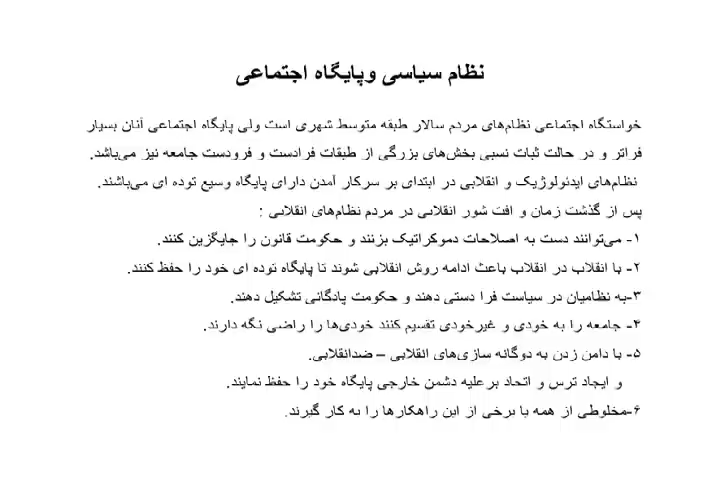 نظام سیاسی وپایگاه اجتماعی
خواستگاه اجتماعی نظام‌های مردم سالار طبقه متوسط شهری است ولی پایگاه اجتماعی آنان بسیار
فراتر و در حالت ثبات نسبی بخش‌های بزرگی از طبقات فرادست و فرودست جامعه نیز می‌باشد.
نظام‌های ایدئولوژیک و انقلابی در ابتدای بر سرکار آمدن دارای پایگاه وسیع توده ای می‌باشند.
پس از گذشت زمان و افت شور انقلابی در مردم نظام‌های انقلابی :
۱- می‌توانند دست به اصلاحات دموکراتیک بزنند و حکومت قانون را جایگزین کنند.
۲- با انقلاب در انقلاب باعث ادامه روش انقلابی شوند تا پایگاه توده ای خود را حفظ کنند.
۳-به نظامیان در سیاست فرا دستی دهند و حکومت پادگانی تشکیل دهند.
۴- جامعه را به خودی و غیرخودی تقسیم کنند خودی‌ها را راضی نگه دارند.
۵- با دامن زدن به دوگانه سازی‌های انقلابی – ضدانقلابی.
و ایجاد ترس و اتحاد برعلیه دشمن خارجی پایگاه خود را حفظ نمایند.
۶-مخلوطی از همه یا برخی از این راهکارها را به کار گیرند.